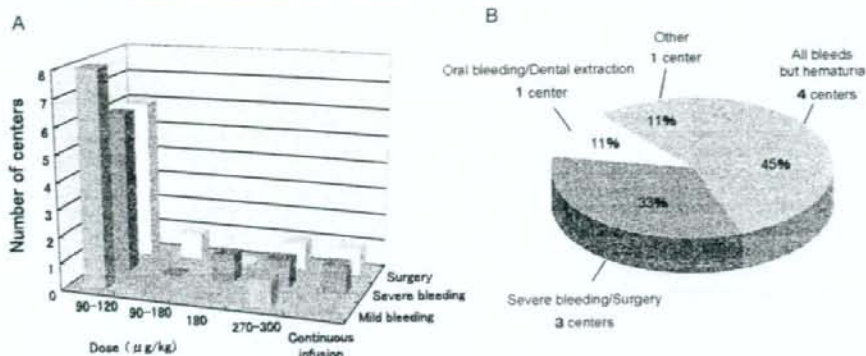 A
Number of centers
8
7
6
5
4
3
2
1
0
90-120
90-180
180
270-300
Continuous
infusion
Dose (μg/kg)
Surgery
Severe bleeding
Mild bleeding
B
Other
1 center
Oral bleeding/Dental extraction
1 center
All bleeds
but hematuria
4 centers
11%
11%
45%
33%
Severe bleeding/Surgery
3 centers